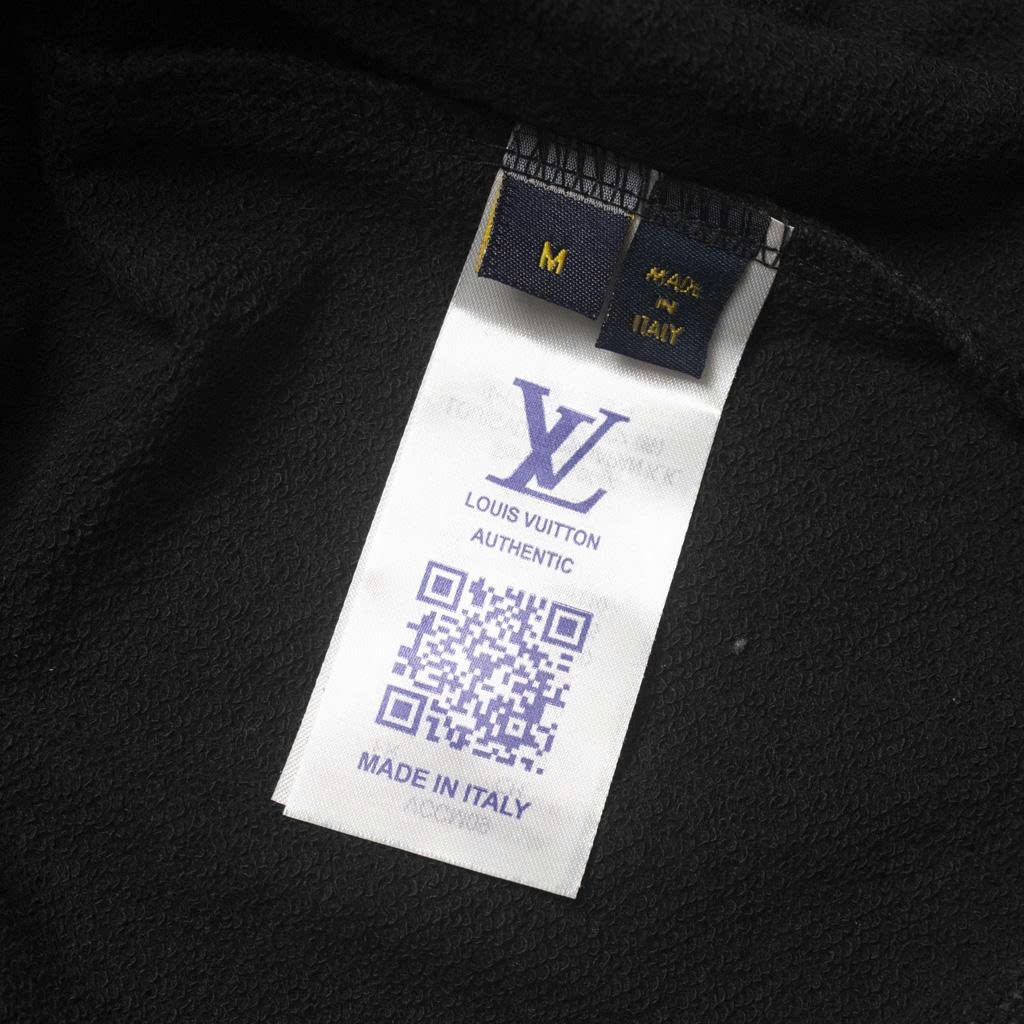 M
MADE
IN
ITALY
LV
LOUIS VUITTON
AUTHENTIC
MADE IN ITALY